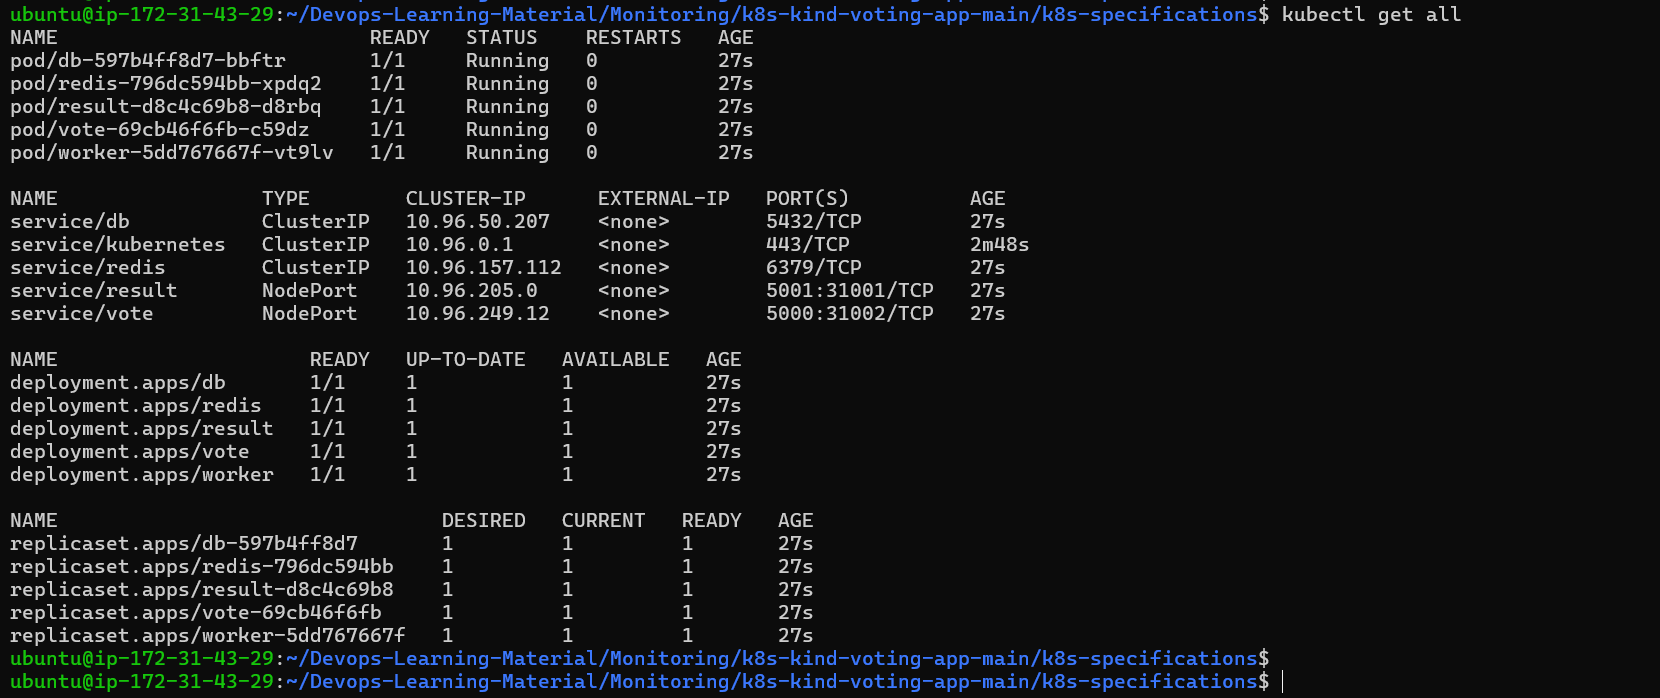 ubuntu@ip-172-31-43-29:~/Devops-Learning-Material/Monitoring/k8s-kind-voting-app-main/k8s-specifications$ kubectl get all
NAME                          READY   STATUS    RESTARTS   AGE
pod/db-597b4ff8d7-bbftr       1/1     Running   0          27s
pod/redis-796dc594bb-xpdq2    1/1     Running   0          27s
pod/result-d8c4c69b8-d8rbq    1/1     Running   0          27s
pod/vote-69cb46f6fb-c59dz     1/1     Running   0          27s
pod/worker-5dd767667f-vt9lv   1/1     Running   0          27s

NAME                 TYPE        CLUSTER-IP      EXTERNAL-IP   PORT(S)          AGE
service/db           ClusterIP   10.96.50.207    <none>        5432/TCP         27s
service/kubernetes   ClusterIP   10.96.0.1       <none>        443/TCP          2m48s
service/redis        ClusterIP   10.96.157.112   <none>        6379/TCP         27s
service/result       NodePort    10.96.205.0     <none>        5001:31001/TCP   27s
service/vote         NodePort    10.96.249.12    <none>        5000:31002/TCP   27s

NAME                     READY   UP-TO-DATE   AVAILABLE   AGE
deployment.apps/db       1/1     1            1           27s
deployment.apps/redis    1/1     1            1           27s
deployment.apps/result   1/1     1            1           27s
deployment.apps/vote     1/1     1            1           27s
deployment.apps/worker   1/1     1            1           27s

NAME                                DESIRED   CURRENT   READY   AGE
replicaset.apps/db-597b4ff8d7       1         1         1       27s
replicaset.apps/redis-796dc594bb    1         1         1       27s
replicaset.apps/result-d8c4c69b8    1         1         1       27s
replicaset.apps/vote-69cb46f6fb     1         1         1       27s
replicaset.apps/worker-5dd767667f   1         1         1       27s
ubuntu@ip-172-31-43-29:~/Devops-Learning-Material/Monitoring/k8s-kind-voting-app-main/k8s-specifications$
ubuntu@ip-172-31-43-29:~/Devops-Learning-Material/Monitoring/k8s-kind-voting-app-main/k8s-specifications$